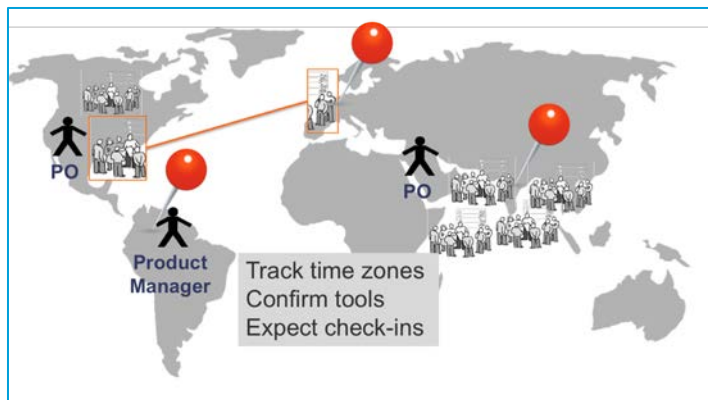 PO
PO
Product
Manager
Track time zones
Confirm tools
Expect check-ins